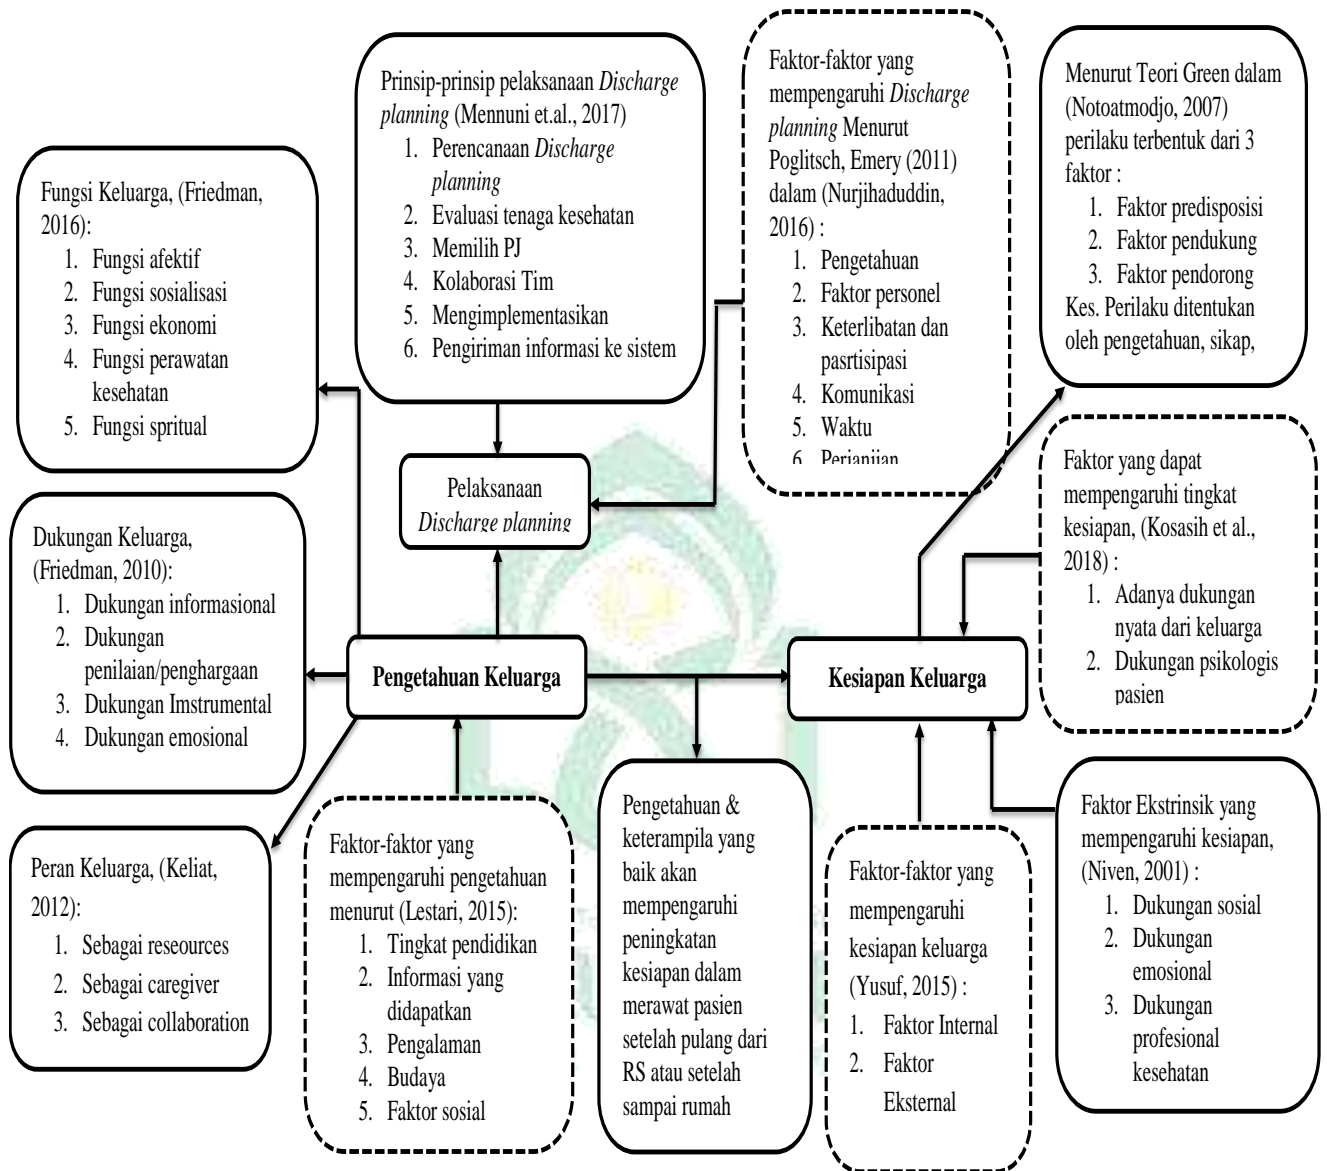 Prinsip-prinsip pelaksanaan Discharge
planning (Mennuni et.al., 2017)
1. Perencanaan Discharge
planning
2. Evaluasi tenaga kesehatan
3. Memilih PJ
4. Kolaborasi Tim
5. Mengimplementasikan
6. Pengiriman informasi ke sistem
Faktor-faktor yang
mempengaruhi Discharge
planning Menurut
Poglitsch, Emery (2011)
dalam (Nurjihaduddin,
2016) :
1. Pengetahuan
2. Faktor personel
3. Keterlibatan dan
pasrtisipasi
4. Komunikasi
5. Waktu
6. Perjanjian
Menurut Teori Green dalam
(Notoatmodjo, 2007)
perilaku terbentuk dari 3
faktor :
1. Faktor predisposisi
2. Faktor pendukung
3. Faktor pendorong
Kes. Perilaku ditentukan
oleh pengetahuan, sikap,
Fungsi Keluarga, (Friedman,
2016):
1. Fungsi afektif
2. Fungsi sosialisasi
3. Fungsi ekonomi
4. Fungsi perawatan
kesehatan
5. Fungsi spritual
Pelaksanaan
Discharge planning
Faktor yang dapat
mempengaruhi tingkat
kesiapan, (Kosasih et al.,
2018) :
1. Adanya dukungan
nyata dari keluarga
2. Dukungan psikologis
pasien
Dukungan Keluarga,
(Friedman, 2010):
1. Dukungan informasional
2. Dukungan
penilaian/penghargaan
3. Dukungan Imstrumental
4. Dukungan emosional
Pengetahuan Keluarga
Kesiapan Keluarga
Peran Keluarga, (Keliat,
2012):
1. Sebagai reseources
2. Sebagai caregiver
3. Sebagai collaboration
Faktor-faktor yang
mempengaruhi pengetahuan
menurut (Lestari, 2015):
1. Tingkat pendidikan
2. Informasi yang
didapatkan
3. Pengalaman
4. Budaya
5. Faktor sosial
Pengetahuan &
keterampila yang
baik akan
mempengaruhi
peningkatan
kesiapan dalam
merawat pasien
setelah pulang dari
RS atau setelah
sampai rumah
Faktor-faktor yang
mempengaruhi
kesiapan keluarga
(Yusuf, 2015) :
1. Faktor Internal
2. Faktor
Eksternal
Faktor Ekstrinsik yang
mempengaruhi kesiapan,
(Niven, 2001) :
1. Dukungan sosial
2. Dukungan
emosional
3. Dukungan
profesional
kesehatan